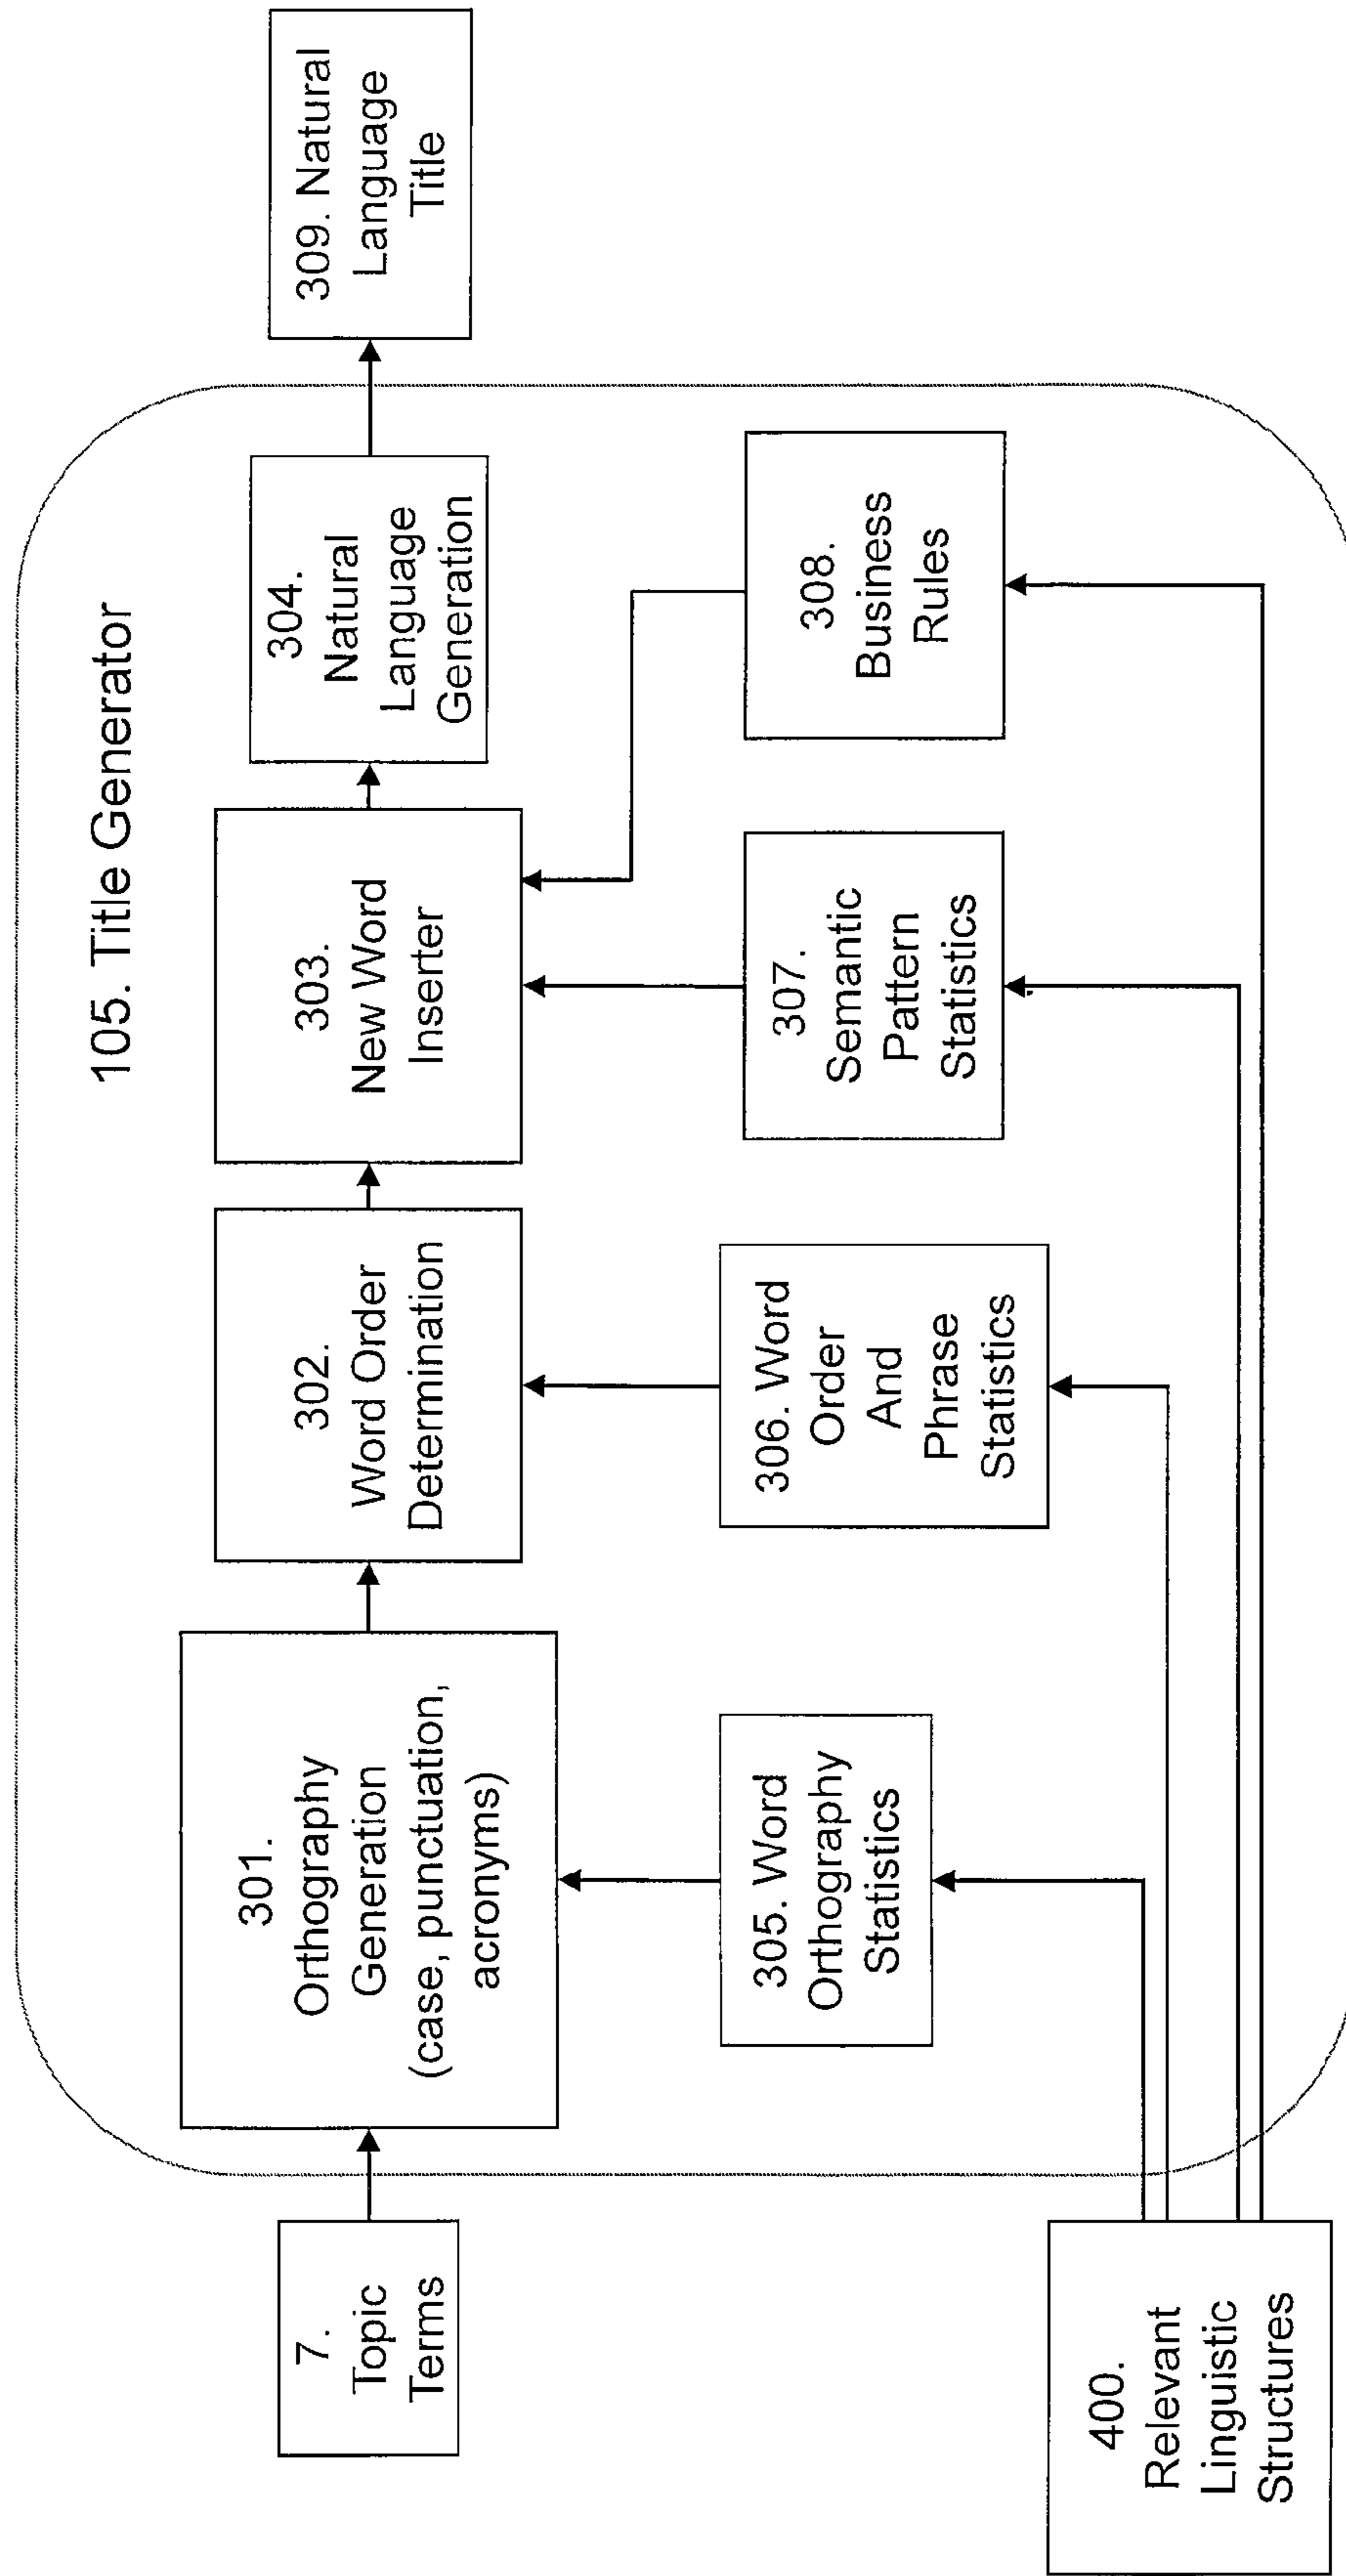 105. Title Generator
7.
Topic
Terms
301.
Orthography
Generation
(case, punctuation,
acronyms)
302.
Word Order
Determination
303.
New Word
Inserter
304.
Natural
Language
Generation
309. Natural
Language
Title
305. Word
Orthography
Statistics
306. Word
Order
And
Phrase
Statistics
307.
Semantic
Pattern
Statistics
308.
Business
Rules
400.
Relevant
Linguistic
Structures